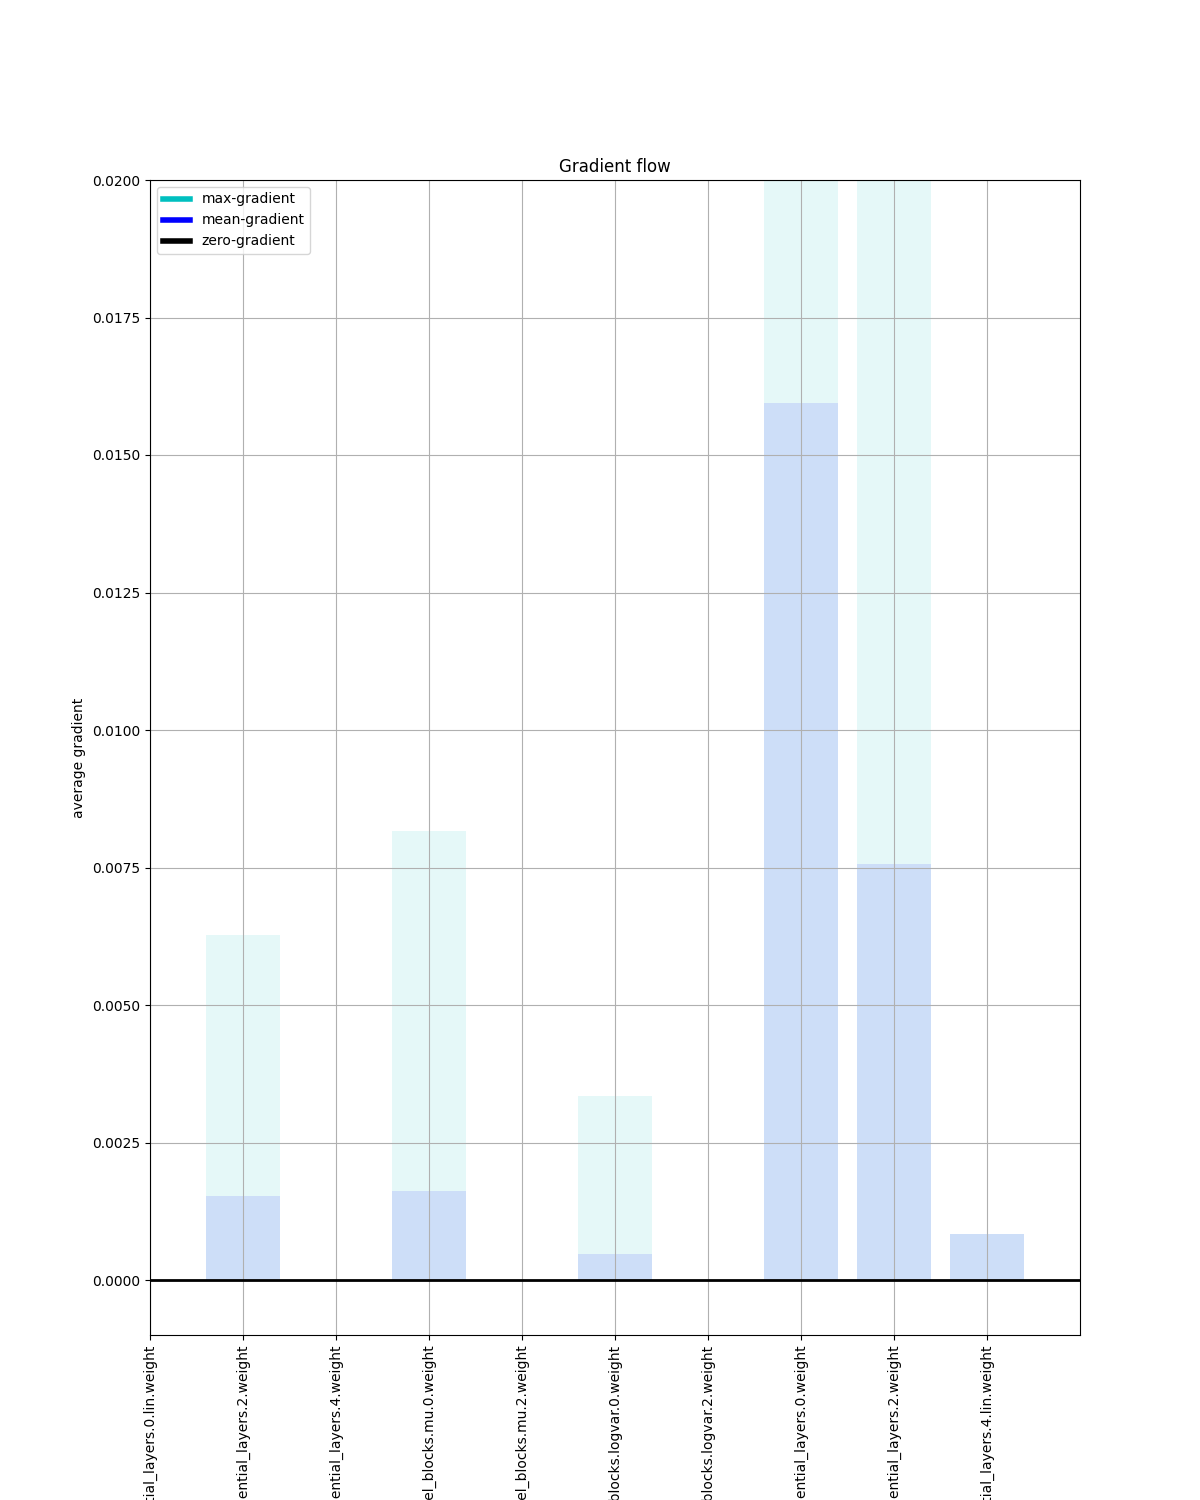 Gradient flow
max-gradient
mean-gradient
zero-gradient
0.0200
0.0175
0.0150
0.0125
0.0100
0.0075
0.0050
0.0025
0.0000
average gradient
tial_layers.0.lin.weight
ential_layers.2.weight
ential_layers.4.weight
el_blocks.mu.0.weight
el_blocks.mu.2.weight
blocks.logvar.0.weight
blocks.logvar.2.weight
ential_layers.0.weight
ential_layers.2.weight
tial_layers.4.lin.weight